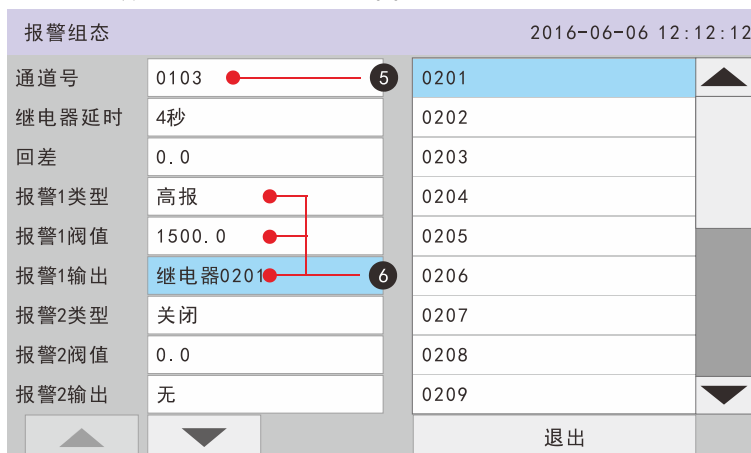 报警组态 2016-06-06 12:12:12
通道号 0103 5
继电器延时 4秒
回差 0.0
报警1类型 高报
报警1阀值 1500.0
报警1输出 继电器0201 6
报警2类型 关闭
报警2阀值 0.0
报警2输出 无
0201
0202
0203
0204
0205
0206
0207
0208
0209
退出